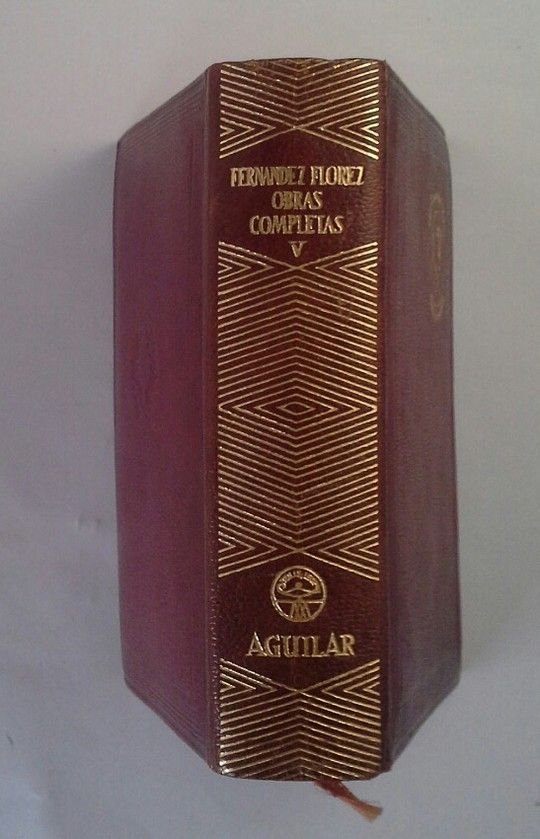 FERNANDEZ FLOREZ
OBRAS
COMPLETAS
V
AGUILAR